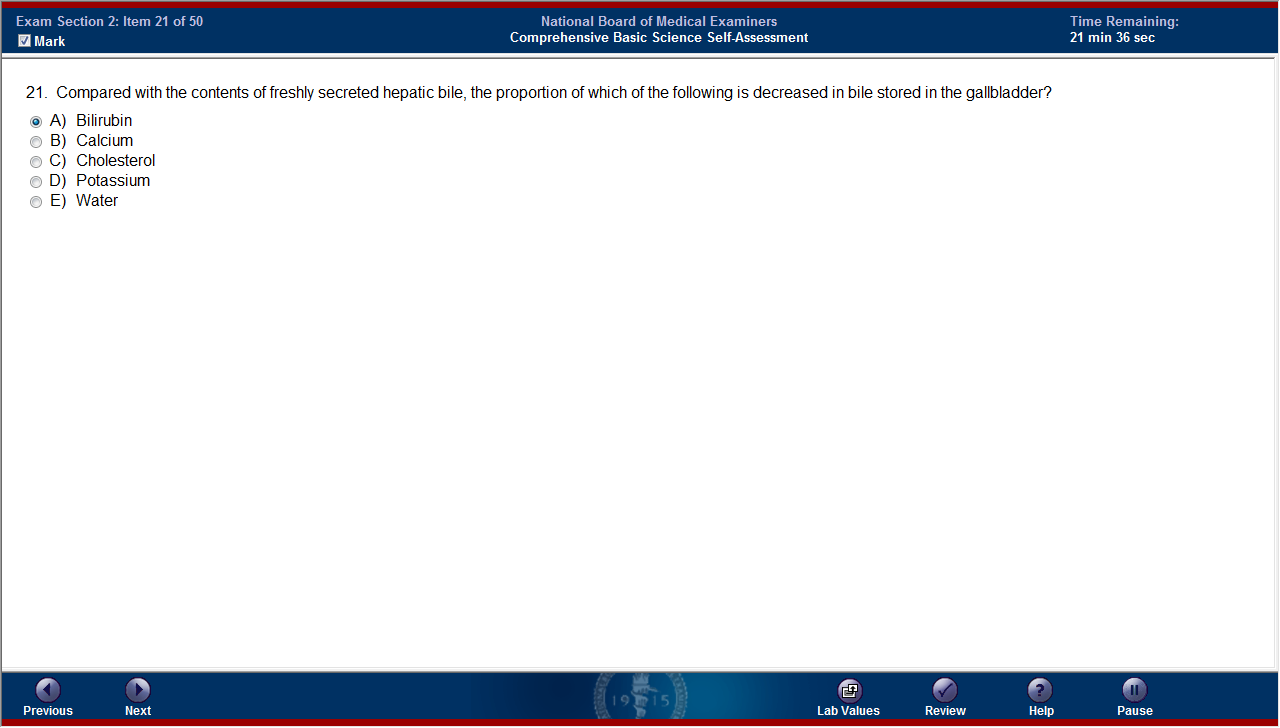 Exam Section 2: Item 21 of 50
Mark
National Board of Medical Examiners
Comprehensive Basic Science Self-Assessment
Time Remaining:
21 min 36 sec
21. Compared with the contents of freshly secreted hepatic bile, the proportion of which of the following is decreased in bile stored in the gallbladder?
A) Bilirubin
B) Calcium
C) Cholesterol
D) Potassium
E) Water
1915
Previous
Next
Lab Values
Review
Help
Pause